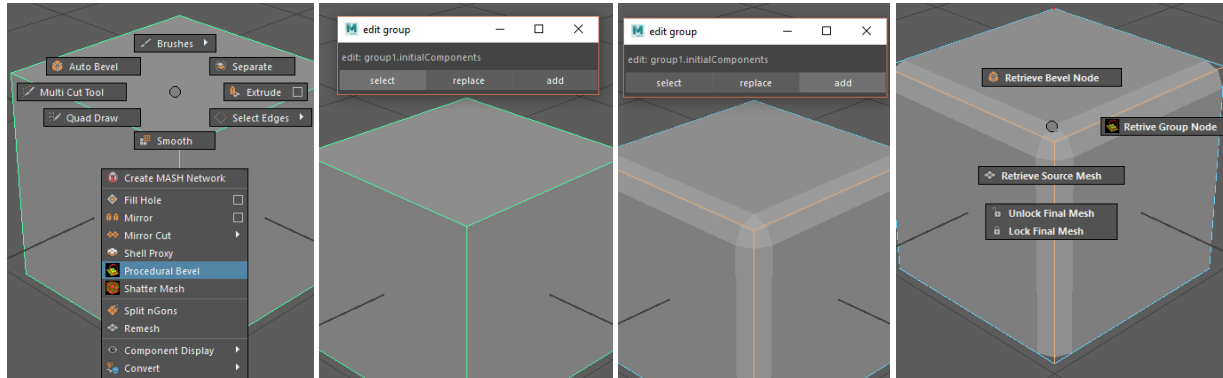 Brushes
Auto Bevel
Separate
Multi Cut Tool
Extrude
Quad Draw
Select Edges
Smooth
Create MASH Network
Fill Hole
Mirror
Mirror Cut
Shell Proxy
Procedural Bevel
Shatter Mesh
Split nGons
Remesh
Component Display
Convert
M edit group
edit: group1.initialComponents
select replace add
M edit group
edit: group1.initialComponents
select replace add
Retrieve Bevel Node
Retrive Group Node
Retrieve Source Mesh
Unlock Final Mesh
Lock Final Mesh